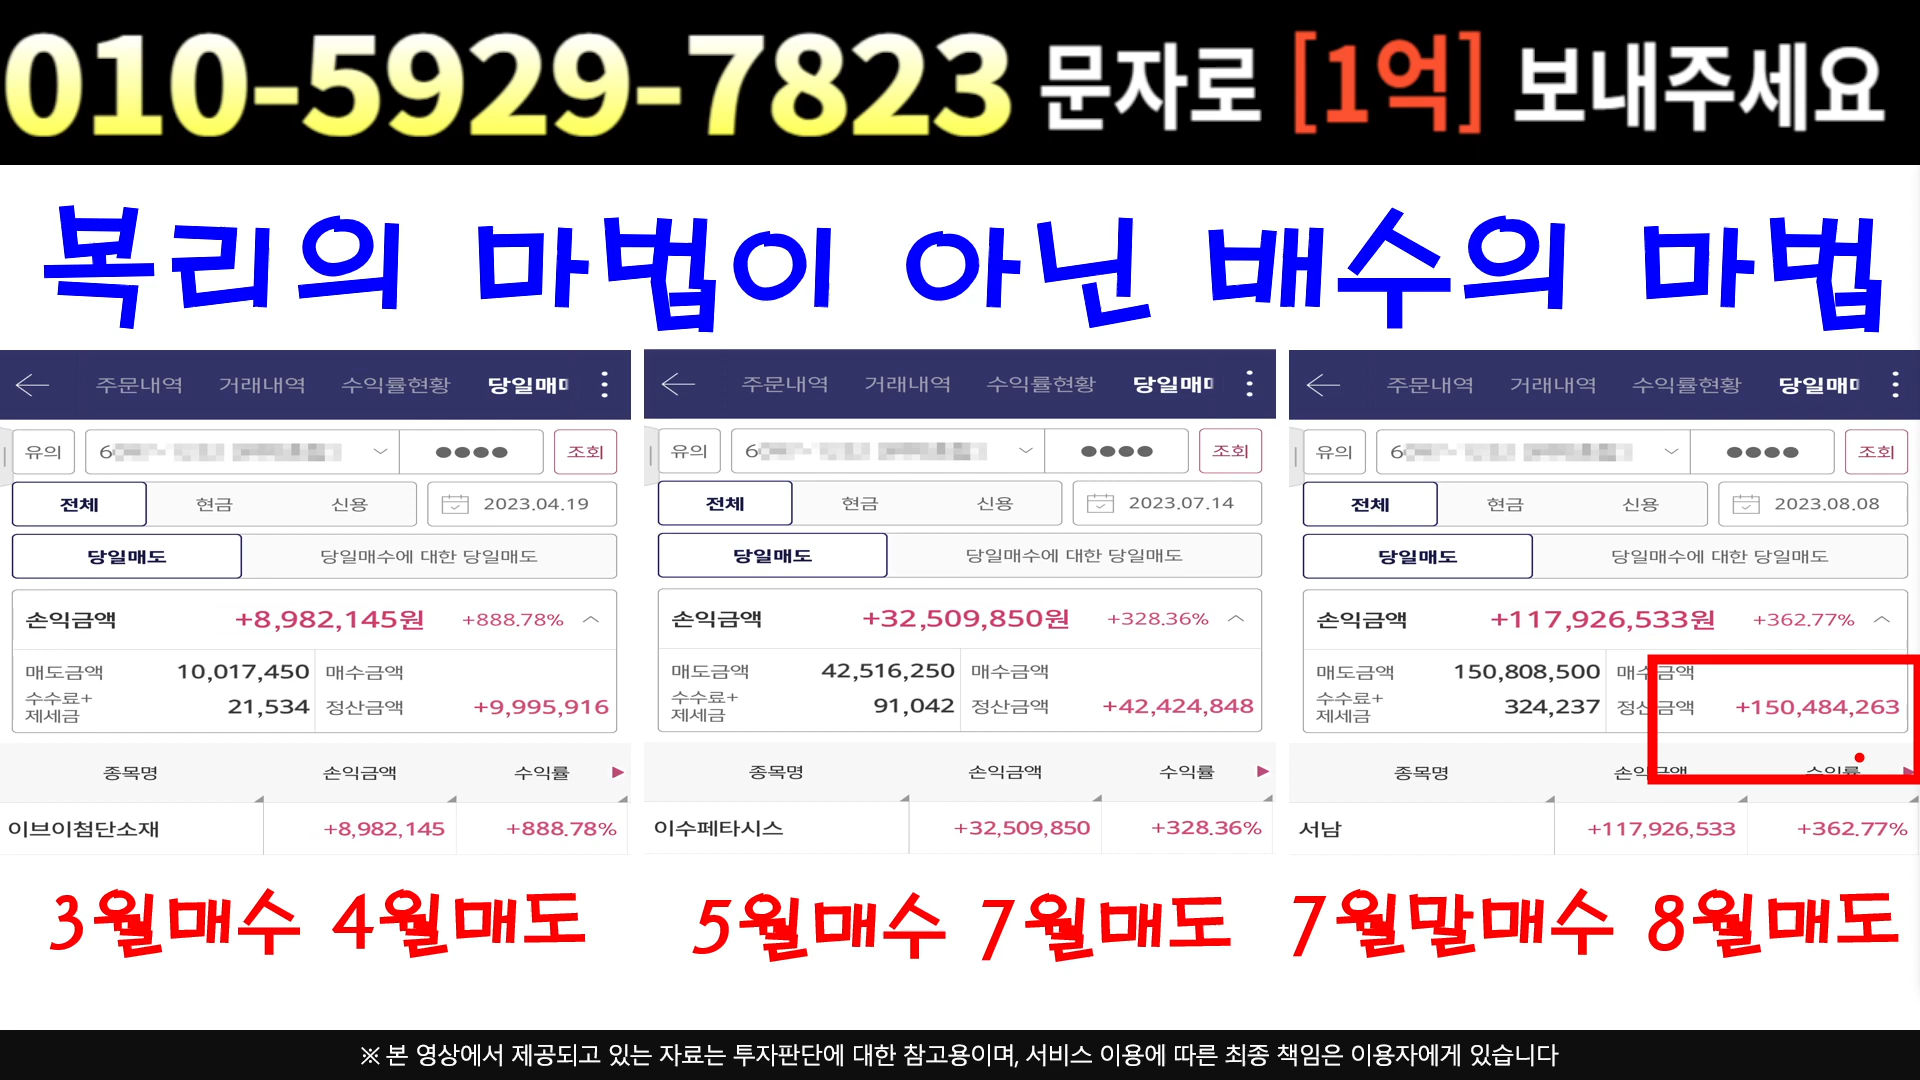 010-5929-7823 문자로 [1억] 보내주세요
복리의 마법이 아닌 배수의 마법
주문내역 거래내역 수익률현황 당일매
유의 6 ●●●● 조회
전체 현금 신용 2023.04.19
당일매도 당일매수에 대한 당일매도
손익금액 +8,982,145원 +888.78%
매도금액 10,017,450 매수금액
수수료+
제세금 21,534 정산금액 +9,995,916
종목명 손익금액 수익률
이브이첨단소재 +8,982,145 +888.78%
3월매수 4월매도
주문내역 거래내역 수익률현황 당일매
유의 6 ●●●● 조회
전체 현금 신용 2023.07.14
당일매도 당일매수에 대한 당일매도
손익금액 +32,509,850원 +328.36%
매도금액 42,516,250 매수금액
수수료+
제세금 91,042 정산금액 +42,424,848
종목명 손익금액 수익률
이수페타시스 +32,509,850 +328.36%
5월매수 7월매도
주문내역 거래내역 수익률현황 당일매
유의 6 ●●●● 조회
전체 현금 신용 2023.08.08
당일매도 당일매수에 대한 당일매도
손익금액 +117,926,533원 +362.77%
매도금액 150,808,500 매수금액
수수료+
제세금 324,237 정산금액 +150,484,263
종목명 손익금액 수익률
서남 +117,926,533 +362.77%
7월말매수 8월매도
※ 본 영상에서 제공되고 있는 자료는 투자판단에 대한 참고용이며, 서비스 이용에 따른 최종 책임은 이용자에게 있습니다